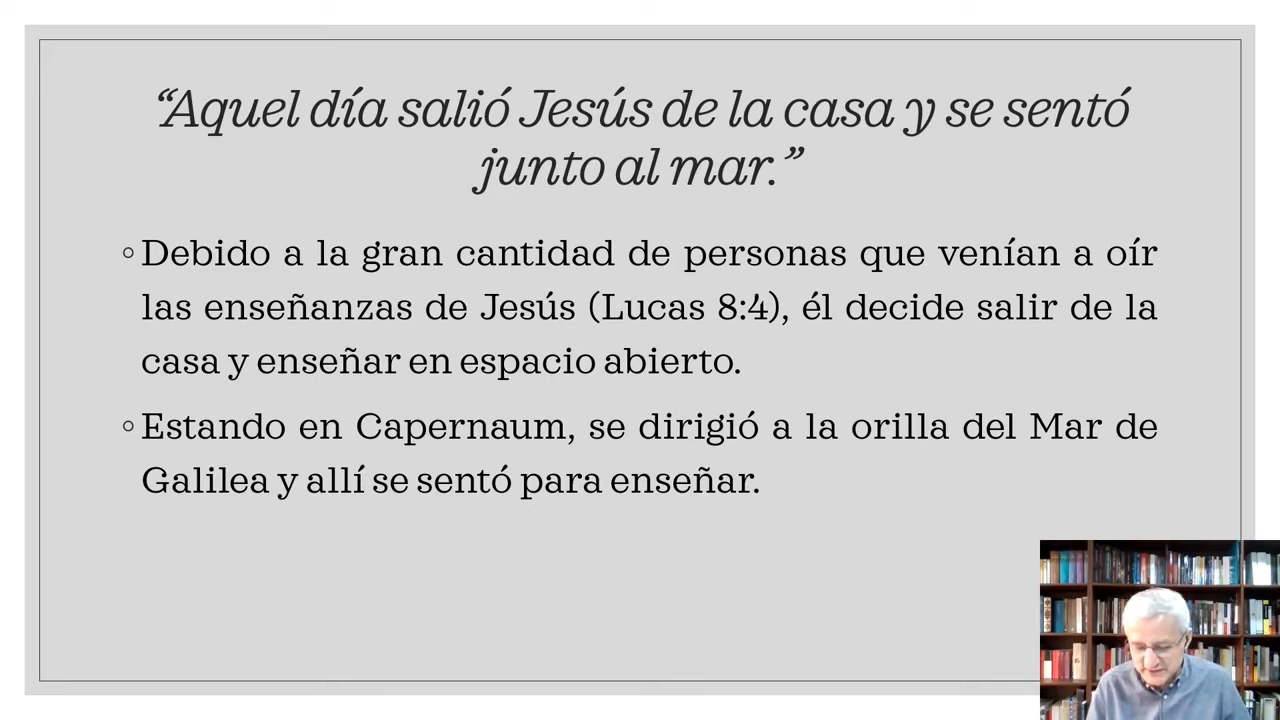 “Aquel día salió Jesús de la casa y se sentó
junto al mar.”
◦Debido a la gran cantidad de personas que venían a oír
las enseñanzas de Jesús (Lucas 8:4), él decide salir de la
casa y enseñar en espacio abierto.
◦Estando en Capernaum, se dirigió a la orilla del Mar de
Galilea y allí se sentó para enseñar.